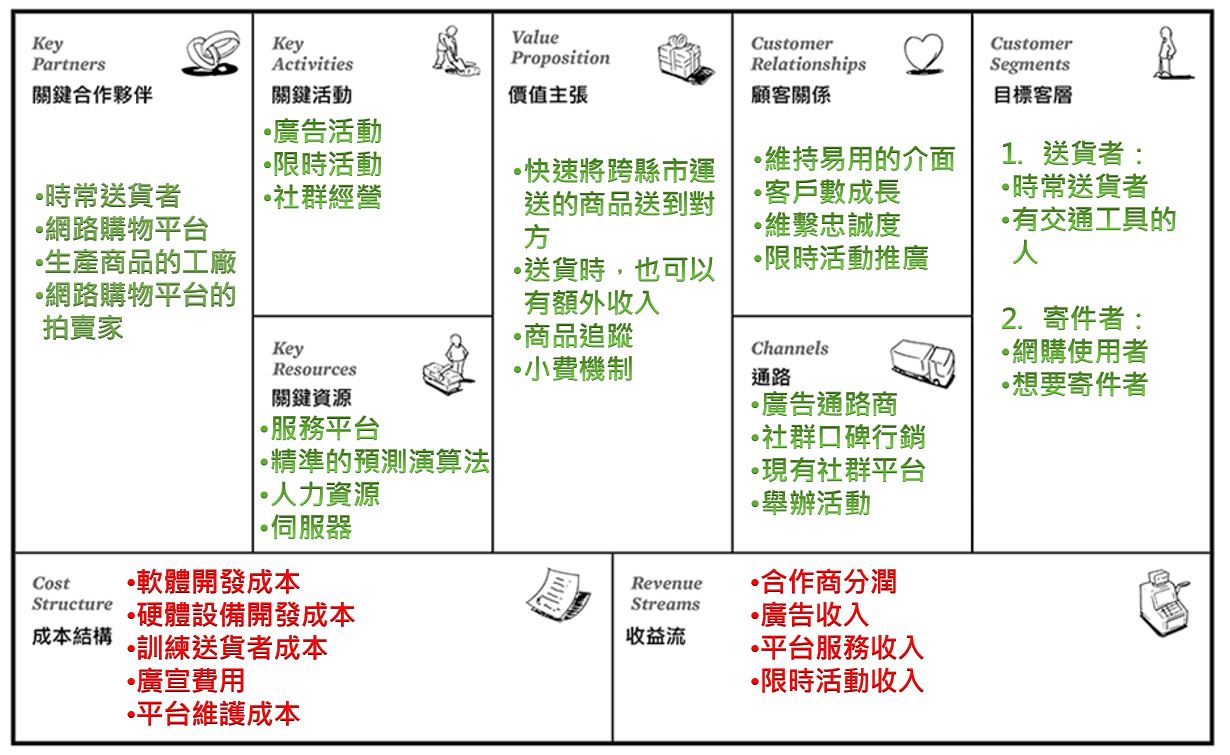 Key
Partners
關鍵合作夥伴
•時常送貨者
•網路購物平台
•生產商品的工廠
•網路購物平台的
拍賣家
Key
Activities
關鍵活動
•廣告活動
•限時活動
•社群經營
Key
Resources
關鍵資源
•服務平台
•精準的預測演算法
•人力資源
•伺服器
Value
Proposition
價值主張
•快速將跨縣市運
送的商品送到對
方
•送貨時，也可以
有額外收入
•商品追蹤
•小費機制
Customer
Relationships
顧客關係
•維持易用的介面
•客戶數成長
•維繫忠誠度
•限時活動推廣
Channels
通路
•廣告通路商
•社群口碑行銷
•現有社群平台
•舉辦活動
Customer
Segments
目標客層
1. 送貨者：
•時常送貨者
•有交通工具的
人
2. 寄件者：
•網購使用者
•想要寄件者
Cost
Structure
成本結構
•軟體開發成本
•硬體設備開發成本
•訓練送貨者成本
•廣宣費用
•平台維護成本
Revenue
Streams
收益流
•合作商分潤
•廣告收入
•平台服務收入
•限時活動收入